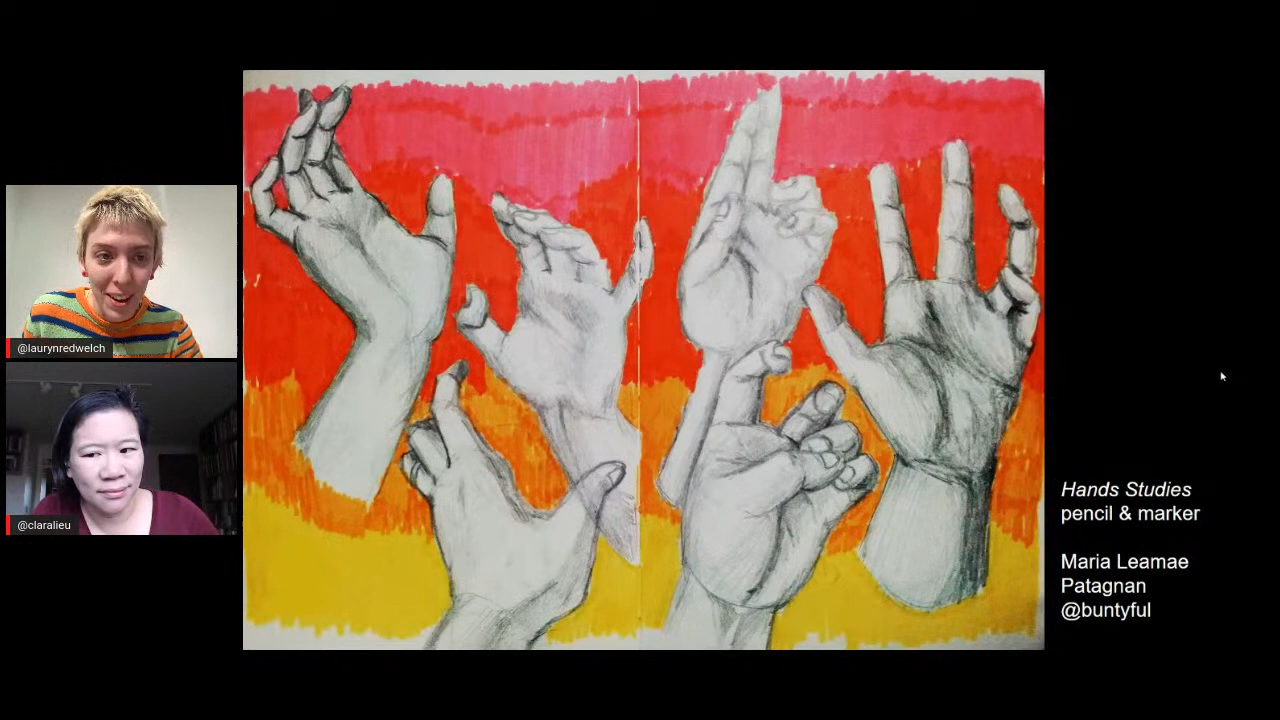 @laurynredwelch
@claralieu
Hands Studies
pencil & marker
Maria Leamae
Patagnan
@buntyful